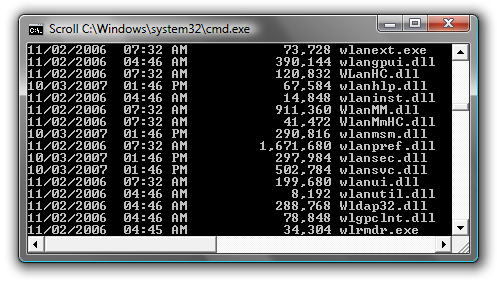 Scroll C:\Windows\system32\cmd.exe
11/02/2006 07:32 AM 73,728 wlanext.exe
11/02/2006 04:46 AM 390,144 wlangpui.dll
11/02/2006 07:32 AM 120,832 WLanHC.dll
10/03/2007 01:46 PM 67,584 wlanhlp.dll
11/02/2006 04:46 AM 14,848 wlaninst.dll
11/02/2006 07:32 AM 911,360 wlanMM.dll
11/02/2006 07:32 AM 41,472 WlanMmHC.dll
10/03/2007 01:46 PM 290,816 wlanmsm.dll
11/02/2006 07:32 AM 1,671,680 wlanpref.dll
10/03/2007 01:46 PM 297,984 wlansec.dll
10/03/2007 01:46 PM 502,784 wlansvc.dll
11/02/2006 07:32 AM 199,680 wlanui.dll
11/02/2006 04:46 AM 8,192 wlanutil.dll
11/02/2006 04:46 AM 288,768 Wldap32.dll
11/02/2006 04:46 AM 78,848 wlgpclnt.dll
11/02/2006 04:45 AM 34,304 wlrmdr.exe